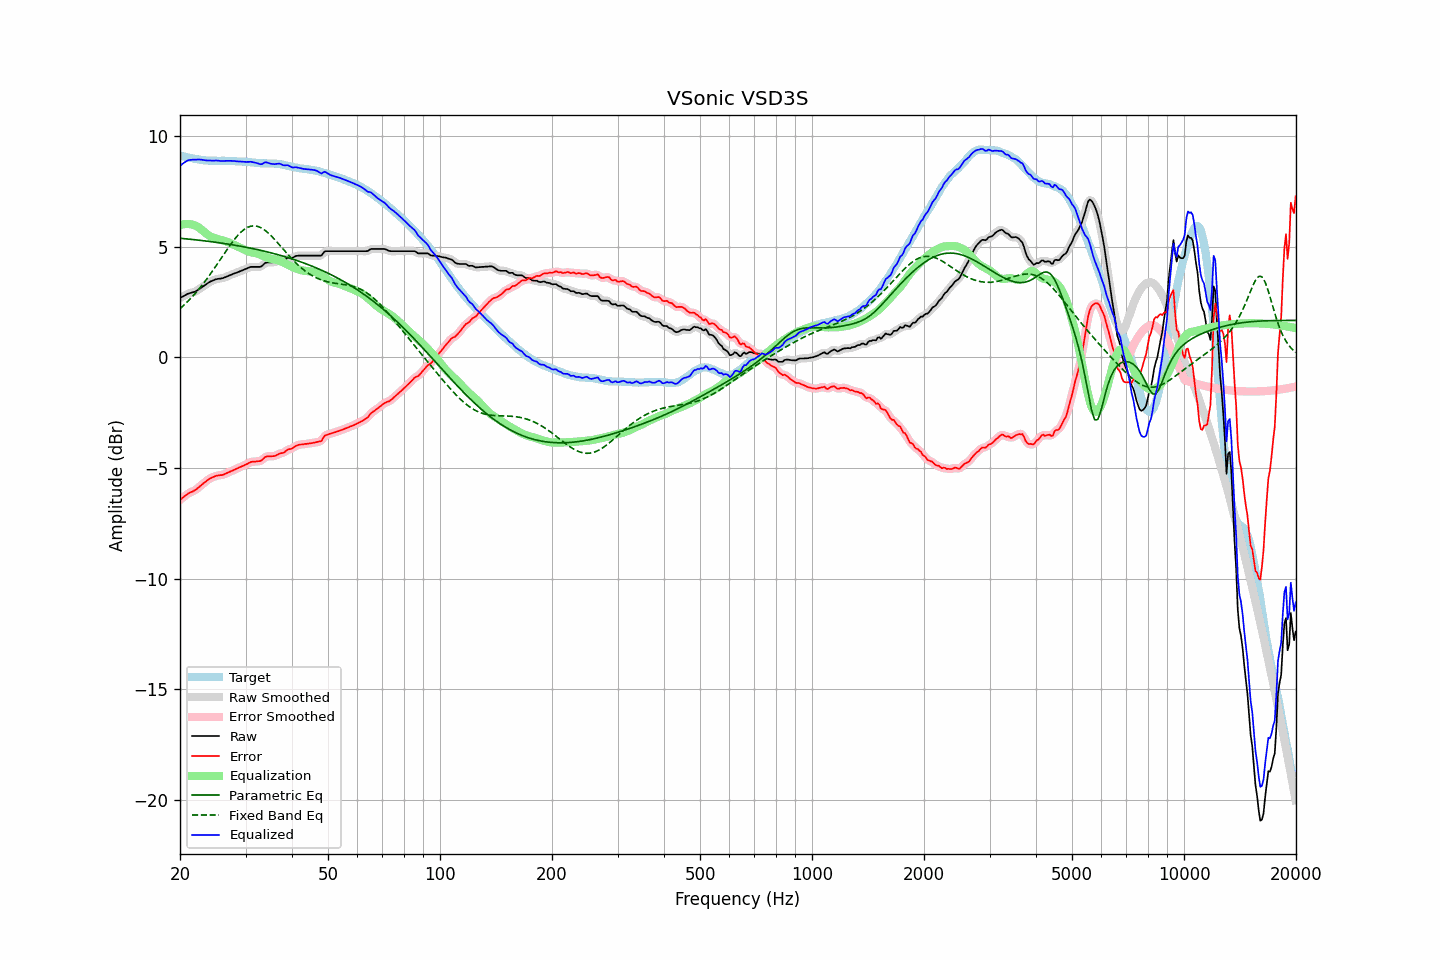 VSonic VSD3S
Amplitude (dBr)
10
5
0
−5
−10
−15
−20
Target
Raw Smoothed
Error Smoothed
Raw
Error
Equalization
Parametric Eq
Fixed Band Eq
Equalized
20 50 100 200 500 1000 2000 5000 10000 20000
Frequency (Hz)